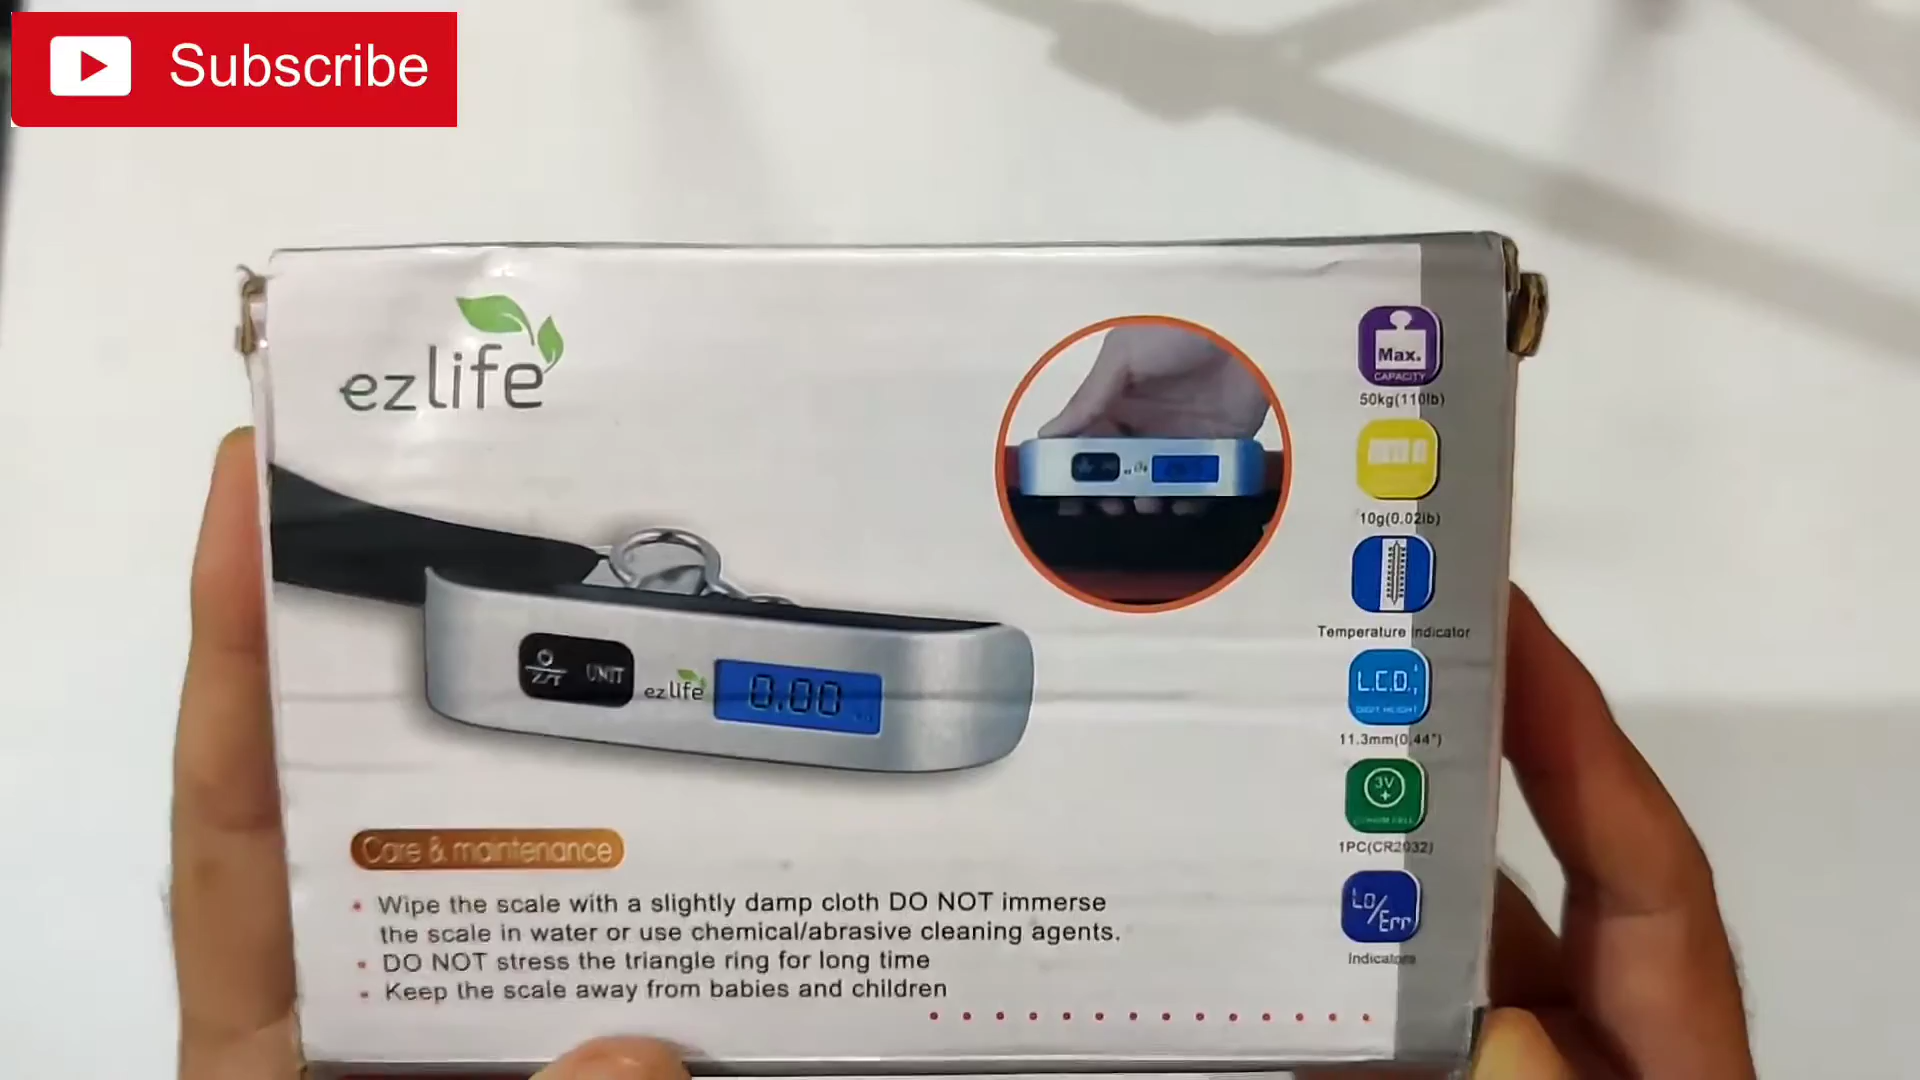 Subscribe
ezlife
Max.
CAPACITY
50kg(110lb)
10g(0.02lb)
Temperature Indicator
L.C.D.
DIGIT HEIGHT
11.3mm(0.44")
UNIT
Z/T
ezlife
0.00
3V
+
1PC(CR2032)
Lo/Err
Indicators
Care & maintenance
• Wipe the scale with a slightly damp cloth DO NOT immerse
the scale in water or use chemical/abrasive cleaning agents.
• DO NOT stress the triangle ring for long time
• Keep the scale away from babies and children